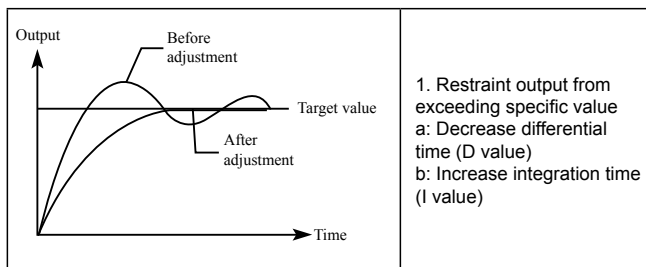 Output
Before
adjustment
Target value
After
adjustment
Time
1. Restraint output from
exceeding specific value
a: Decrease differential
time (D value)
b: Increase integration time
(I value)